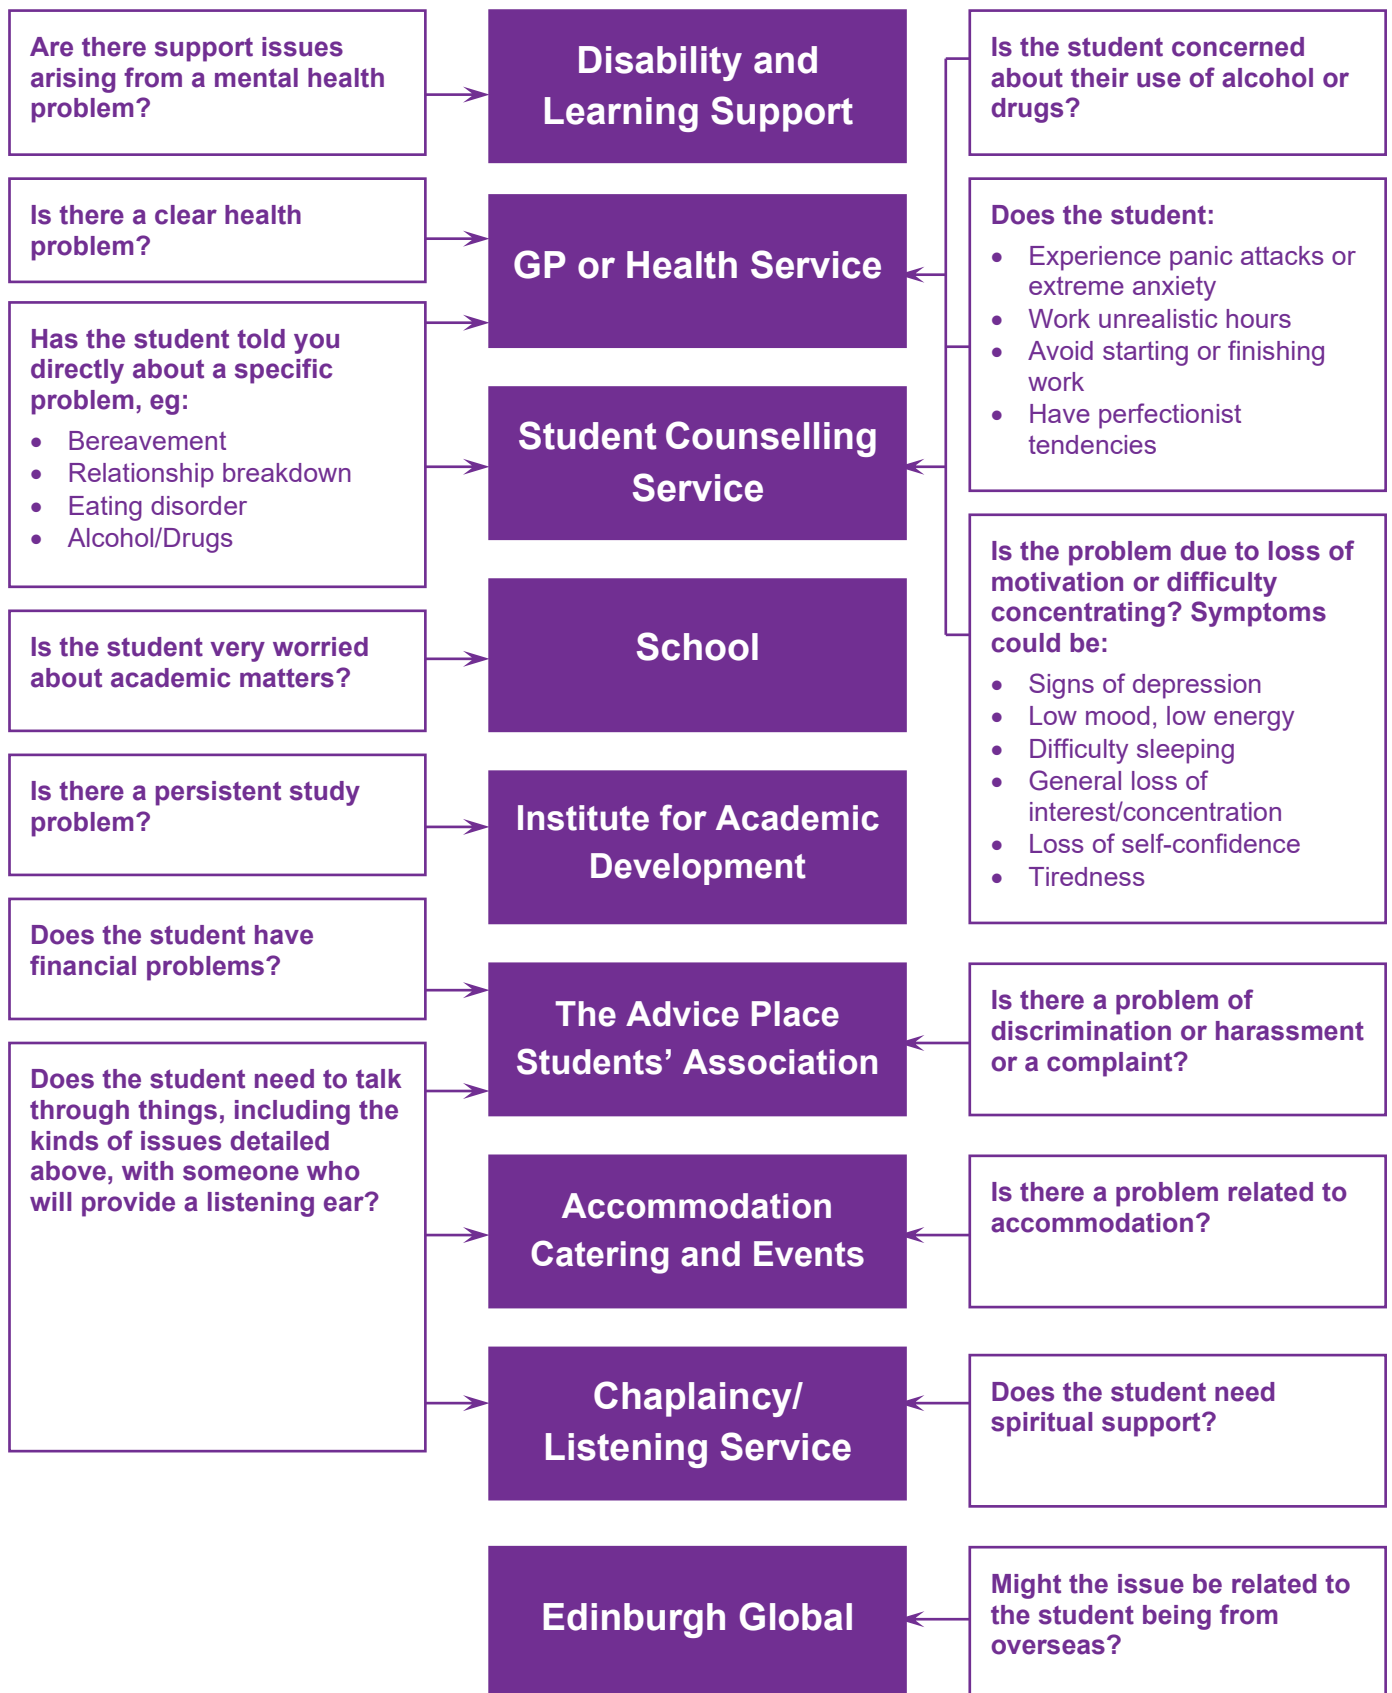 Are there support issues
arising from a mental health
problem?
Is there a clear health
problem?
Has the student told you
directly about a specific
problem, eg:
• Bereavement
• Relationship breakdown
• Eating disorder
• Alcohol/Drugs
Is the student very worried
about academic matters?
Is there a persistent study
problem?
Does the student have
financial problems?
Does the student need to talk
through things, including the
kinds of issues detailed
above, with someone who
will provide a listening ear?
Disability and
Learning Support
GP or Health Service
Student Counselling
Service
School
Institute for Academic
Development
The Advice Place
Students’ Association
Accommodation
Catering and Events
Chaplaincy/
Listening Service
Edinburgh Global
Is the student concerned
about their use of alcohol or
drugs?
Does the student:
• Experience panic attacks or
extreme anxiety
• Work unrealistic hours
• Avoid starting or finishing
work
• Have perfectionist
tendencies
Is the problem due to loss of
motivation or difficulty
concentrating? Symptoms
could be:
• Signs of depression
• Low mood, low energy
• Difficulty sleeping
• General loss of
interest/concentration
• Loss of self-confidence
• Tiredness
Is there a problem of
discrimination or harassment
or a complaint?
Is there a problem related to
accommodation?
Does the student need
spiritual support?
Might the issue be related to
the student being from
overseas?